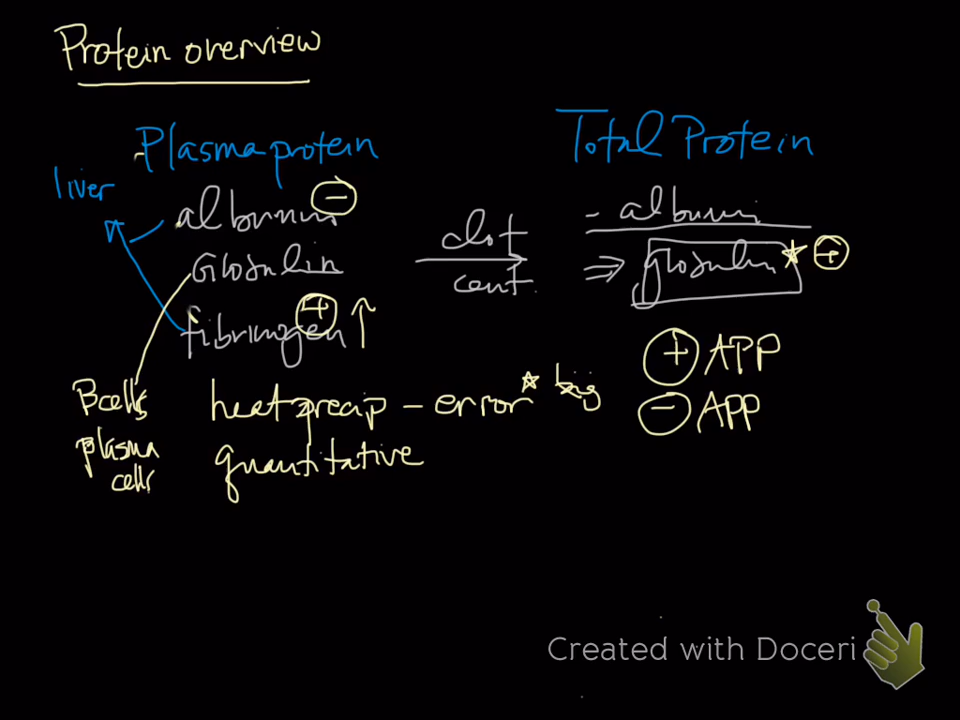 Protein overview
Plasma protein
Total Protein
liver
albumin ⊖
- albumin
clot
Globulin
cent.
⇒ globulin ☆ ⊕
fibrinogen ⊕ ↑
⊕ APP
B cells
heat precip - error ☆ big
⊖ APP
plasma
cells
quantitative
Created with Doceri